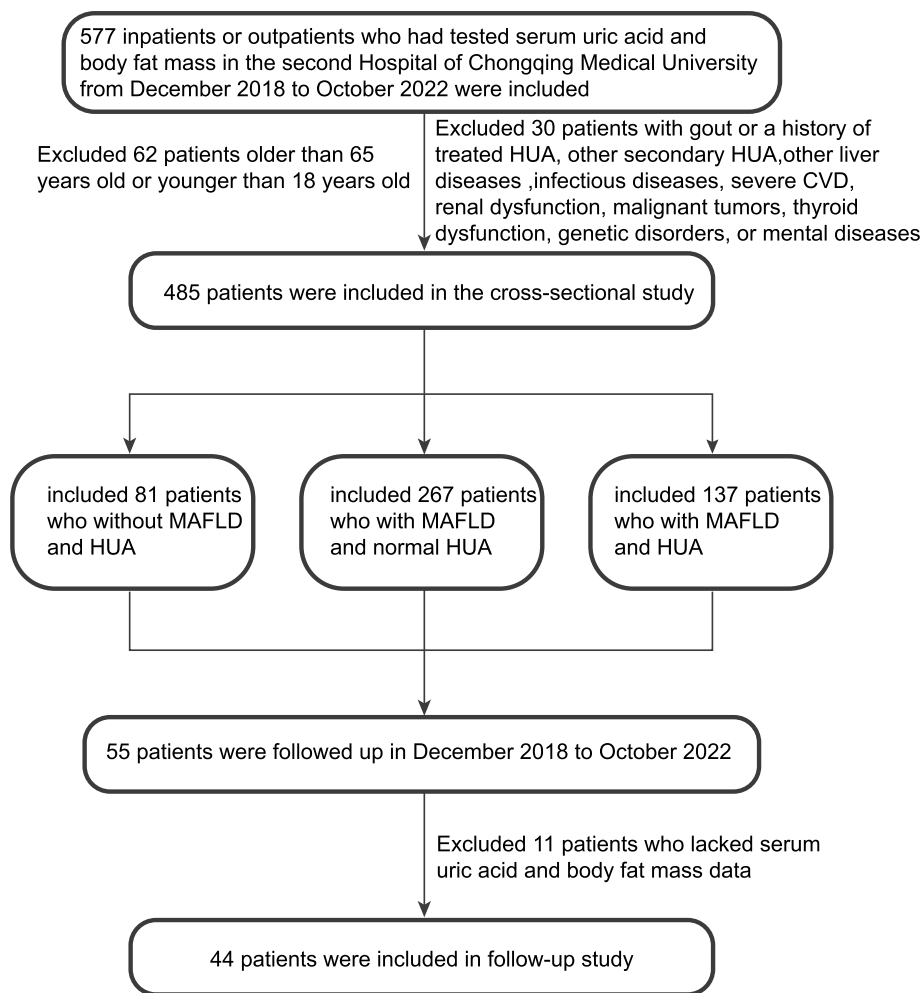 577 inpatients or outpatients who had tested serum uric acid and
body fat mass in the second Hospital of Chongqing Medical University
from December 2018 to October 2022 were included
Excluded 62 patients older than 65
years old or younger than 18 years old
Excluded 30 patients with gout or a history of
treated HUA, other secondary HUA,other liver
diseases ,infectious diseases, severe CVD,
renal dysfunction, malignant tumors, thyroid
dysfunction, genetic disorders, or mental diseases
485 patients were included in the cross-sectional study
included 81 patients
who without MAFLD
and HUA
included 267 patients
who with MAFLD
and normal HUA
included 137 patients
who with MAFLD
and HUA
55 patients were followed up in December 2018 to October 2022
Excluded 11 patients who lacked serum
uric acid and body fat mass data
44 patients were included in follow-up study